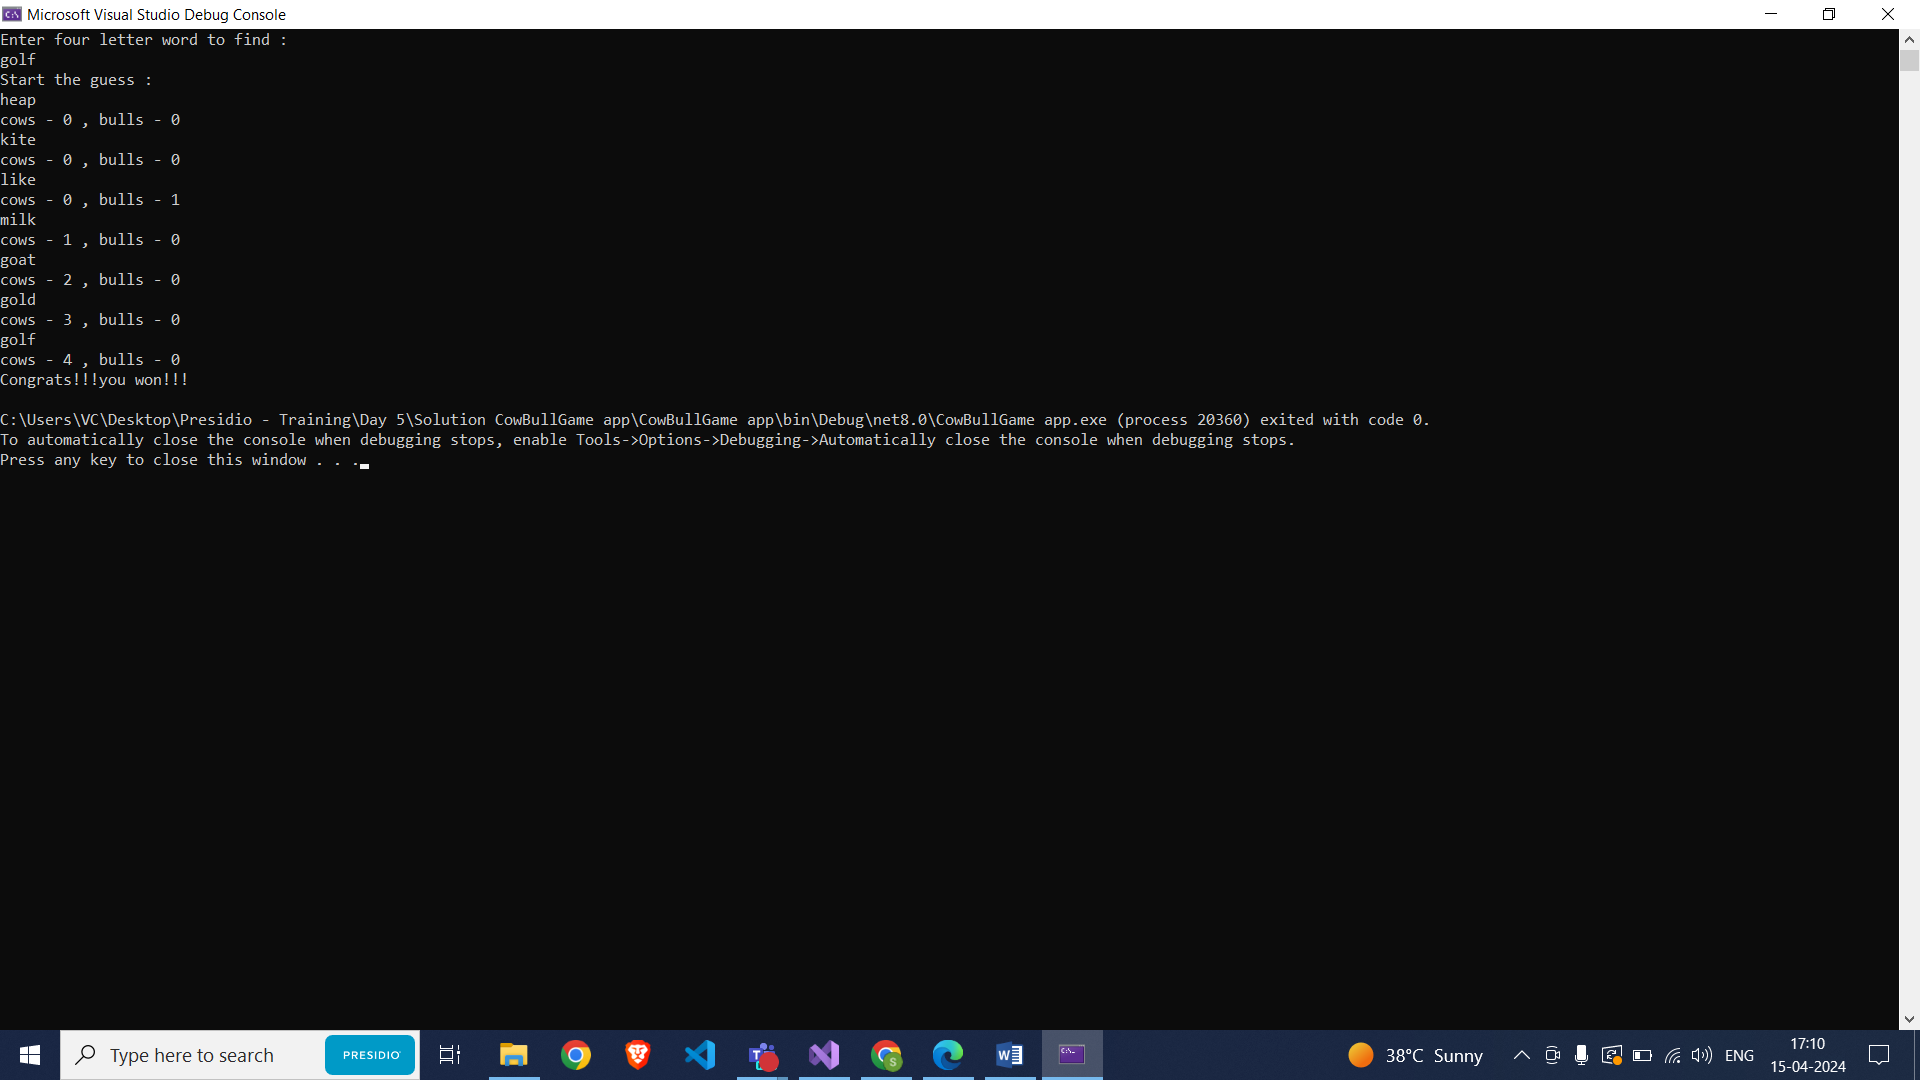 Microsoft Visual Studio Debug Console
Enter four letter word to find :
golf
Start the guess :
heap
cows - 0 , bulls - 0
kite
cows - 0 , bulls - 0
like
cows - 0 , bulls - 1
milk
cows - 1 , bulls - 0
goat
cows - 2 , bulls - 0
gold
cows - 3 , bulls - 0
golf
cows - 4 , bulls - 0
Congrats!!!you won!!!
C:\Users\VC\Desktop\Presidio - Training\Day 5\Solution CowBullGame app\CowBullGame app\bin\Debug\net8.0\CowBullGame app.exe (process 20360) exited with code 0.
To automatically close the console when debugging stops, enable Tools->Options->Debugging->Automatically close the console when debugging stops.
Press any key to close this window . . .
Type here to search
PRESIDIO
38°C Sunny
ENG
17:10
15-04-2024